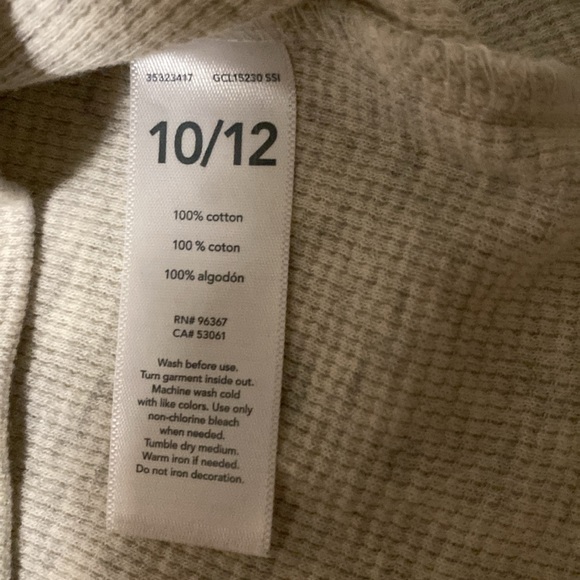 35323417 GCL15230 SSI
10/12
100% cotton
100 % coton
100% algodón
RN# 96367
CA# 53061
Wash before use.
Turn garment inside out.
Machine wash cold
with like colors. Use only
non-chlorine bleach
when needed.
Tumble dry medium.
Warm iron if needed.
Do not iron decoration.